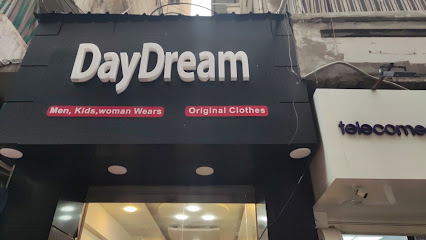 DayDream
Men, Kids,woman Wears
Original Clothes
telecome